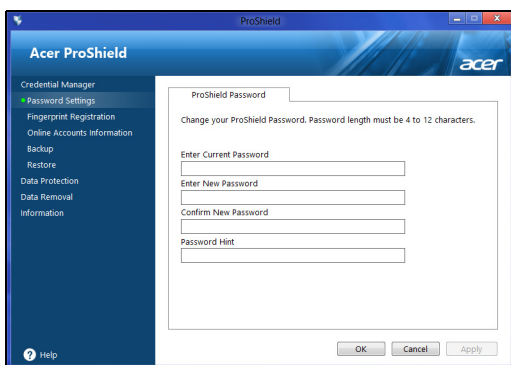 ProShield
Acer ProShield
acer
Credential Manager
Password Settings
Fingerprint Registration
Online Accounts Information
Backup
Restore
Data Protection
Data Removal
Information
Help
ProShield Password
Change your ProShield Password. Password length must be 4 to 12 characters.
Enter Current Password
Enter New Password
Confirm New Password
Password Hint
OK
Cancel
Apply